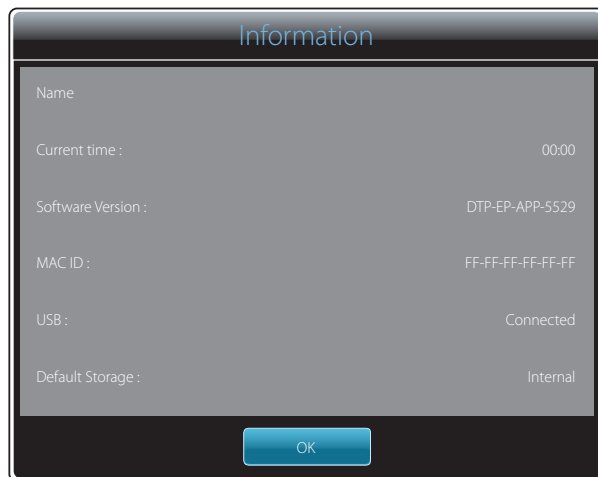 Information
Name
Current time : 00:00
Software Version : DTP-EP-APP-5529
MAC ID : FF-FF-FF-FF-FF-FF
USB : Connected
Default Storage : Internal
OK